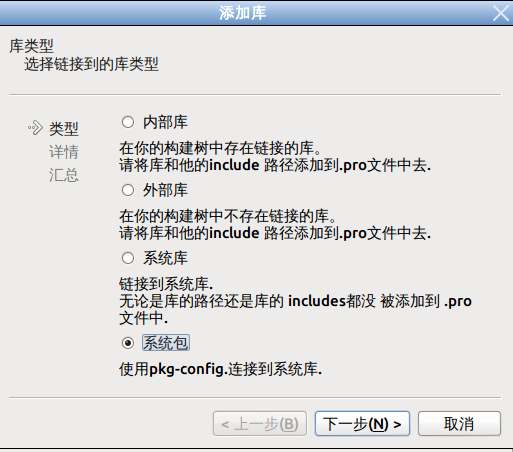 添加库
库类型
选择链接到的库类型
类型
详情
汇总
内部库
在你的构建树中存在链接的库。
请将库和他的include 路径添加到.pro文件中去.
外部库
在你的构建树中不存在链接的库。
请将库和他的include 路径添加到.pro文件中去.
系统库
链接到系统库.
无论是库的路径还是库的 includes都没 被添加到 .pro
文件中.
系统包
使用pkg-config.连接到系统库.
< 上一步(B)
下一步(N) >
取消